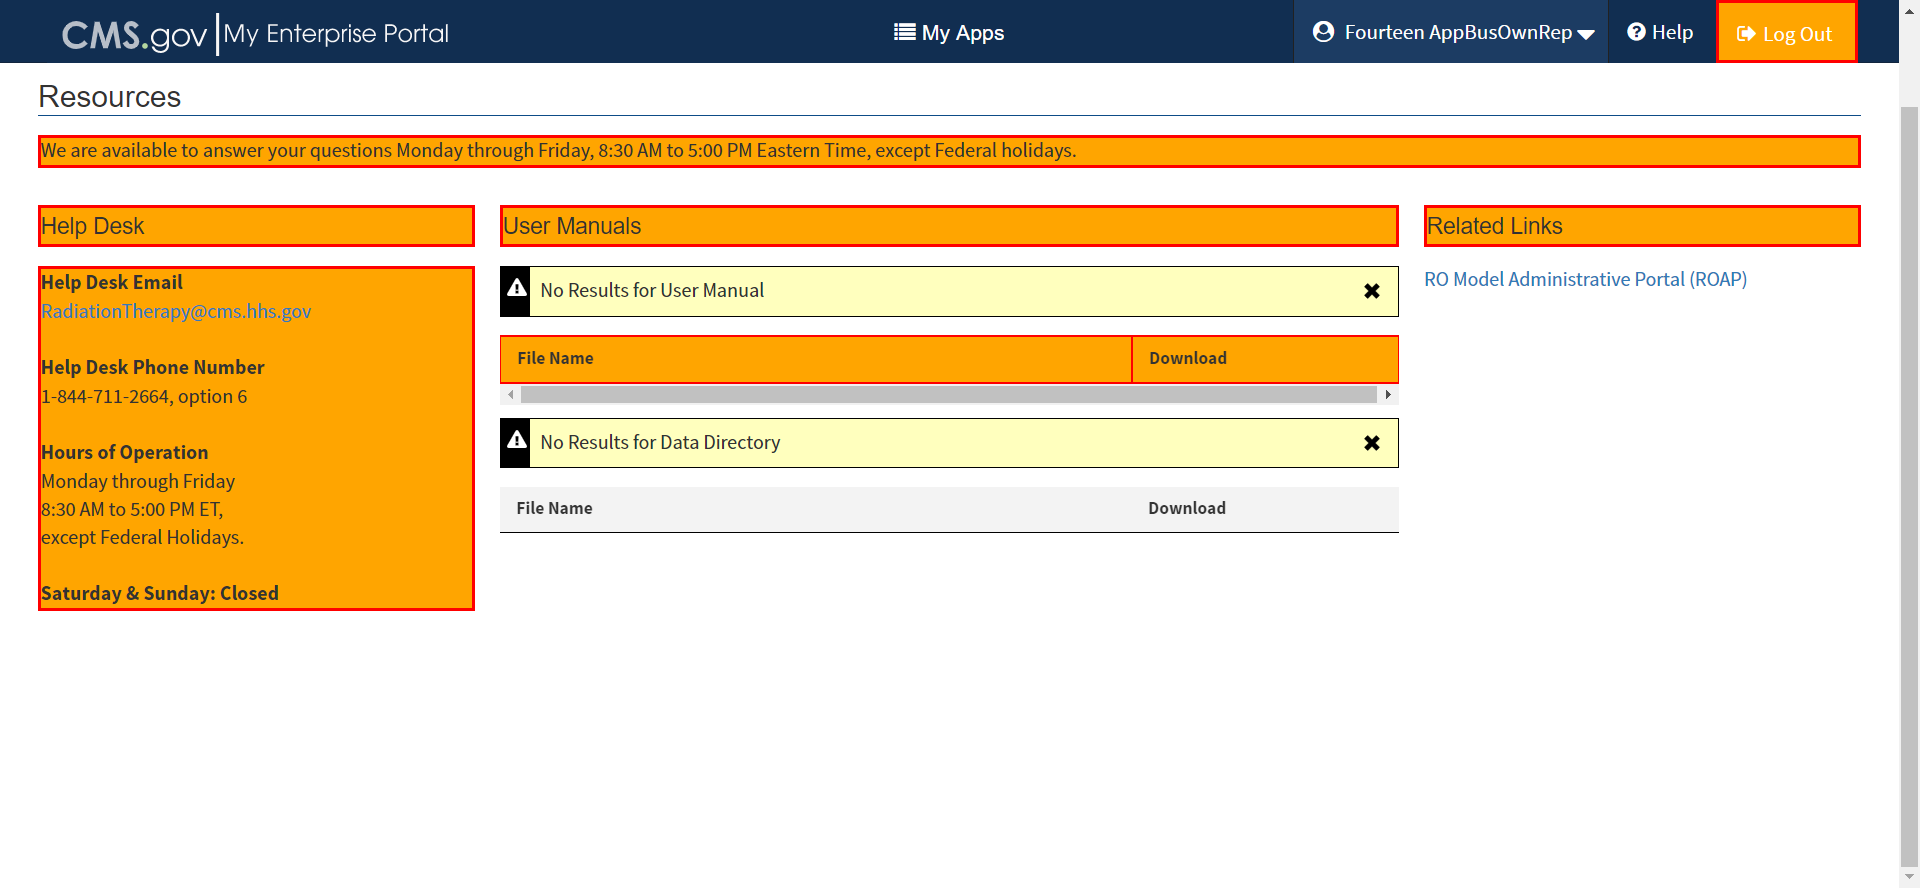 CMS.gov My Enterprise Portal
My Apps
Fourteen AppBusOwnRep
Help
Log Out
Resources
We are available to answer your questions Monday through Friday, 8:30 AM to 5:00 PM Eastern Time, except Federal holidays.
Help Desk
Help Desk Email
RadiationTherapy@cms.hhs.gov
Help Desk Phone Number
1-844-711-2664, option 6
Hours of Operation
Monday through Friday
8:30 AM to 5:00 PM ET,
except Federal Holidays.
Saturday & Sunday: Closed
User Manuals
No Results for User Manual
File Name Download
No Results for Data Directory
File Name Download
Related Links
RO Model Administrative Portal (ROAP)